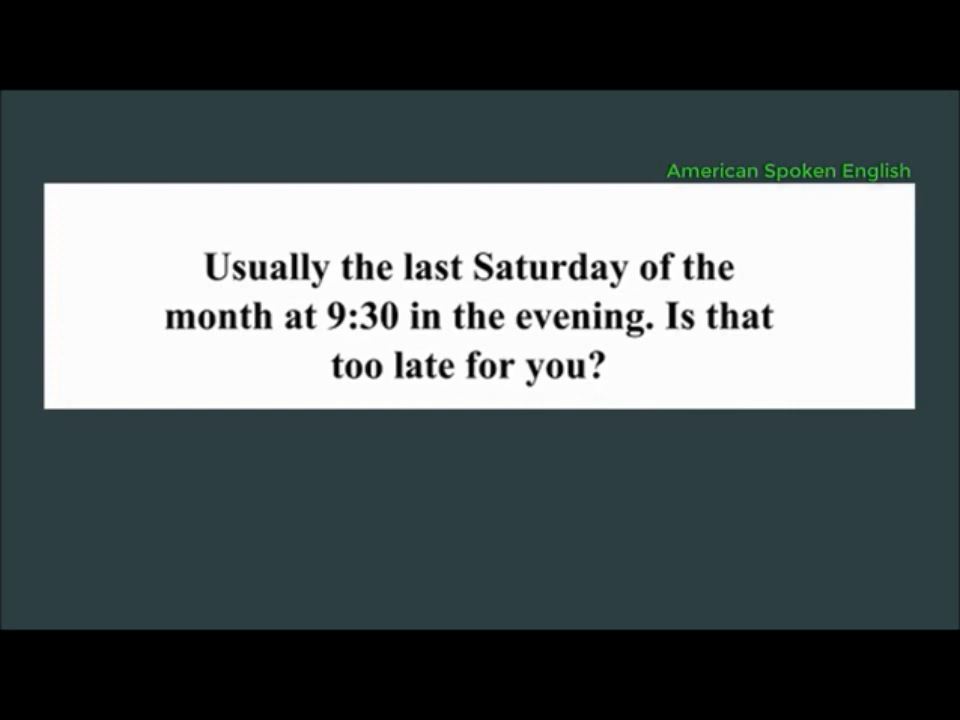 American Spoken English
Usually the last Saturday of the
month at 9:30 in the evening. Is that
too late for you?